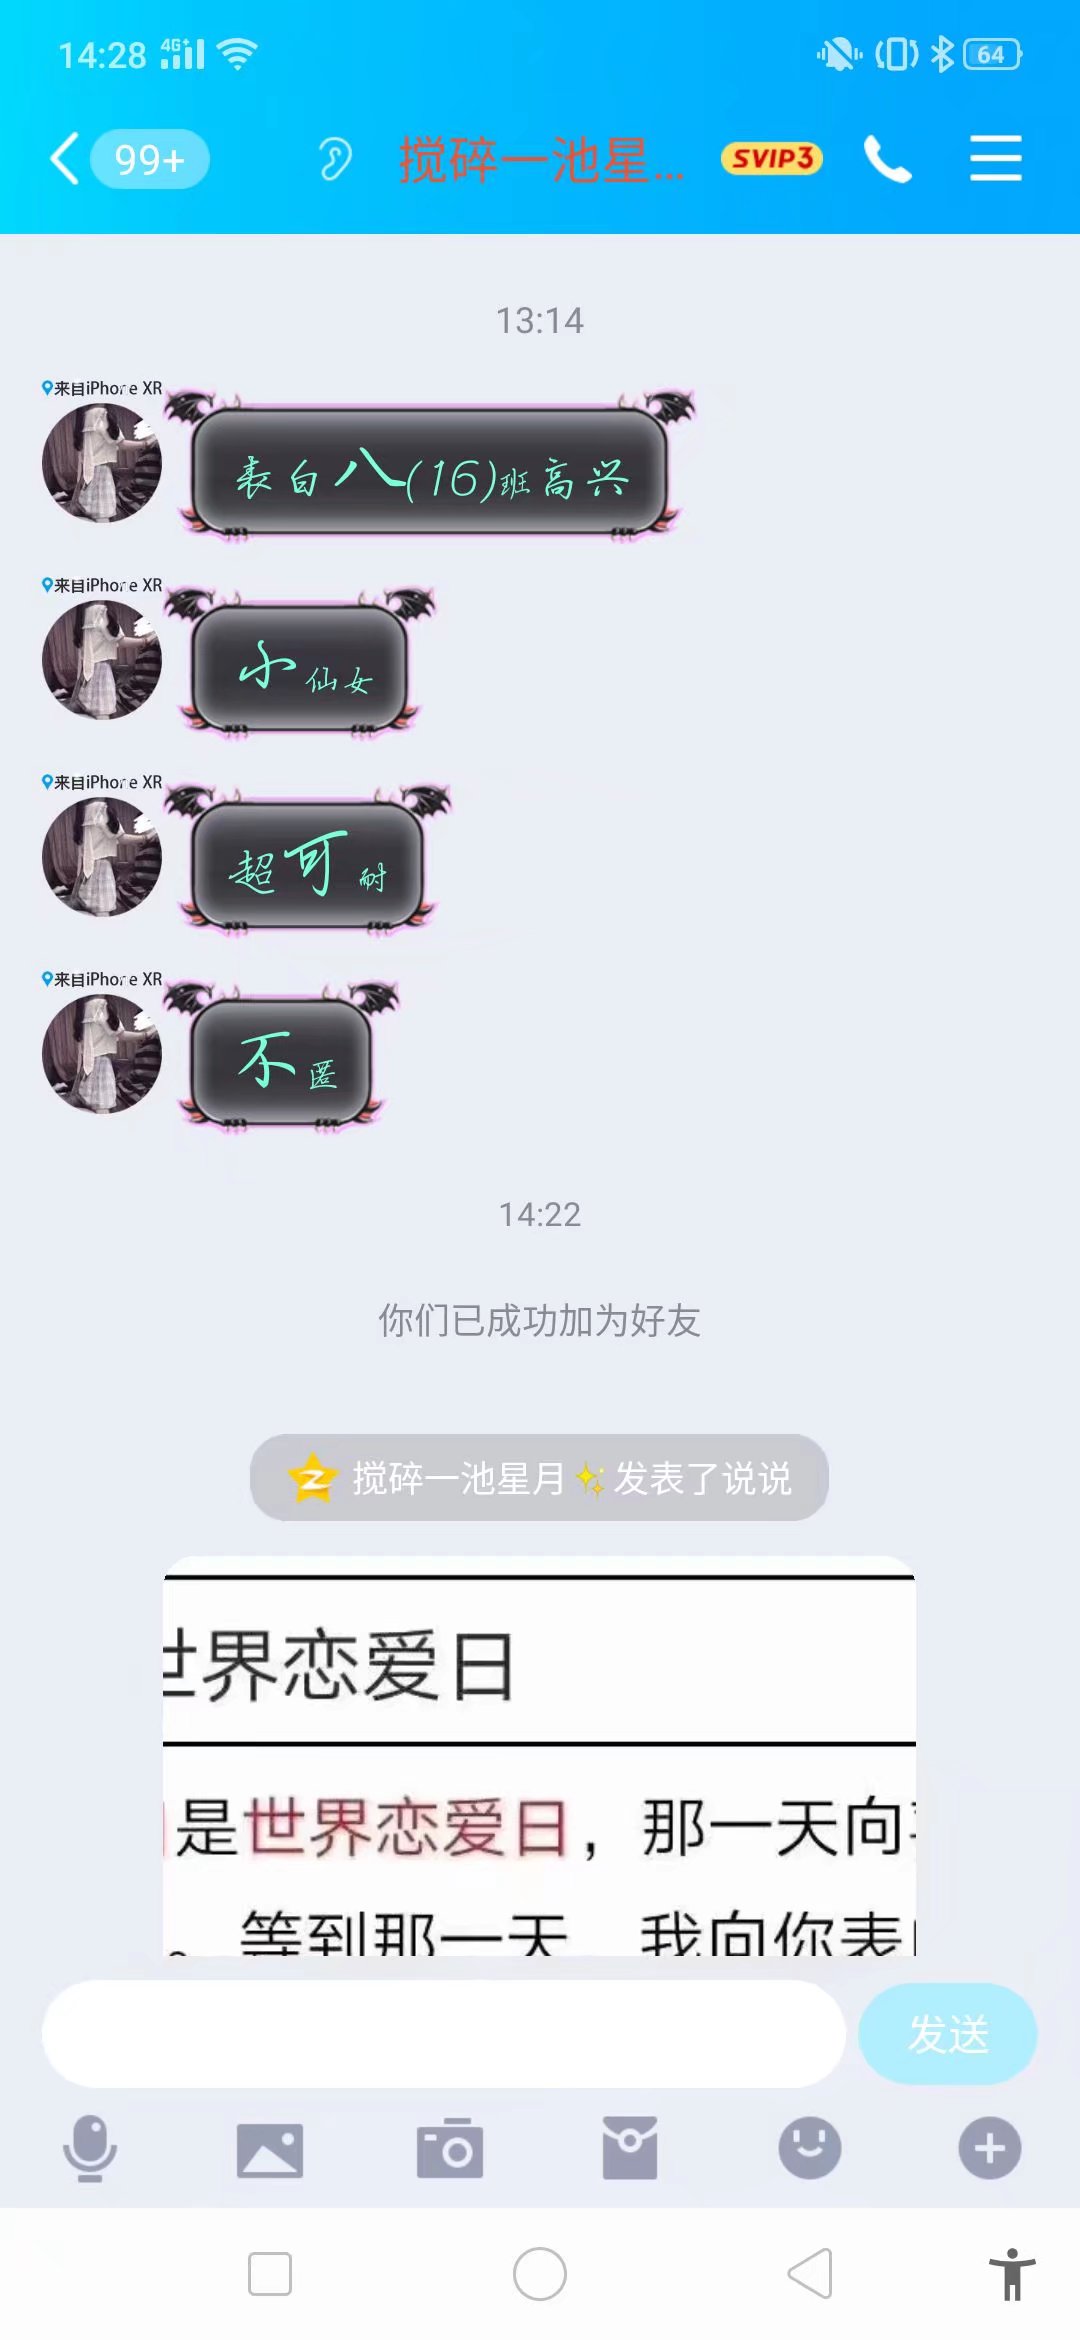 14:28 4G+ 64
99+ 搅碎一池星... SVIP3
13:14
来自iPhone XR
表白八(16)班高兴
来自iPhone XR
小仙女
来自iPhone XR
超可耐
来自iPhone XR
不匿
14:22
你们已成功加为好友
搅碎一池星月✨发表了说说
世界恋爱日
是世界恋爱日，那一天向
。等到那一天，我向你表
发送